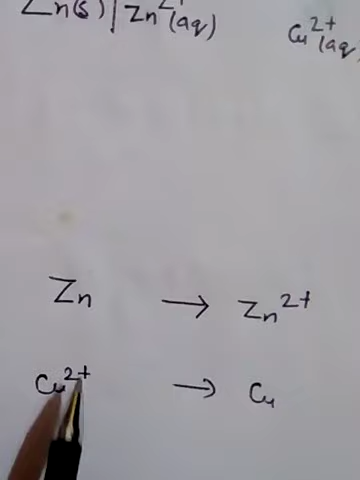 Zn(s) | Zn²⁺(aq) Cu²⁺(aq
Zn → Zn²⁺
Cu²⁺ → Cu